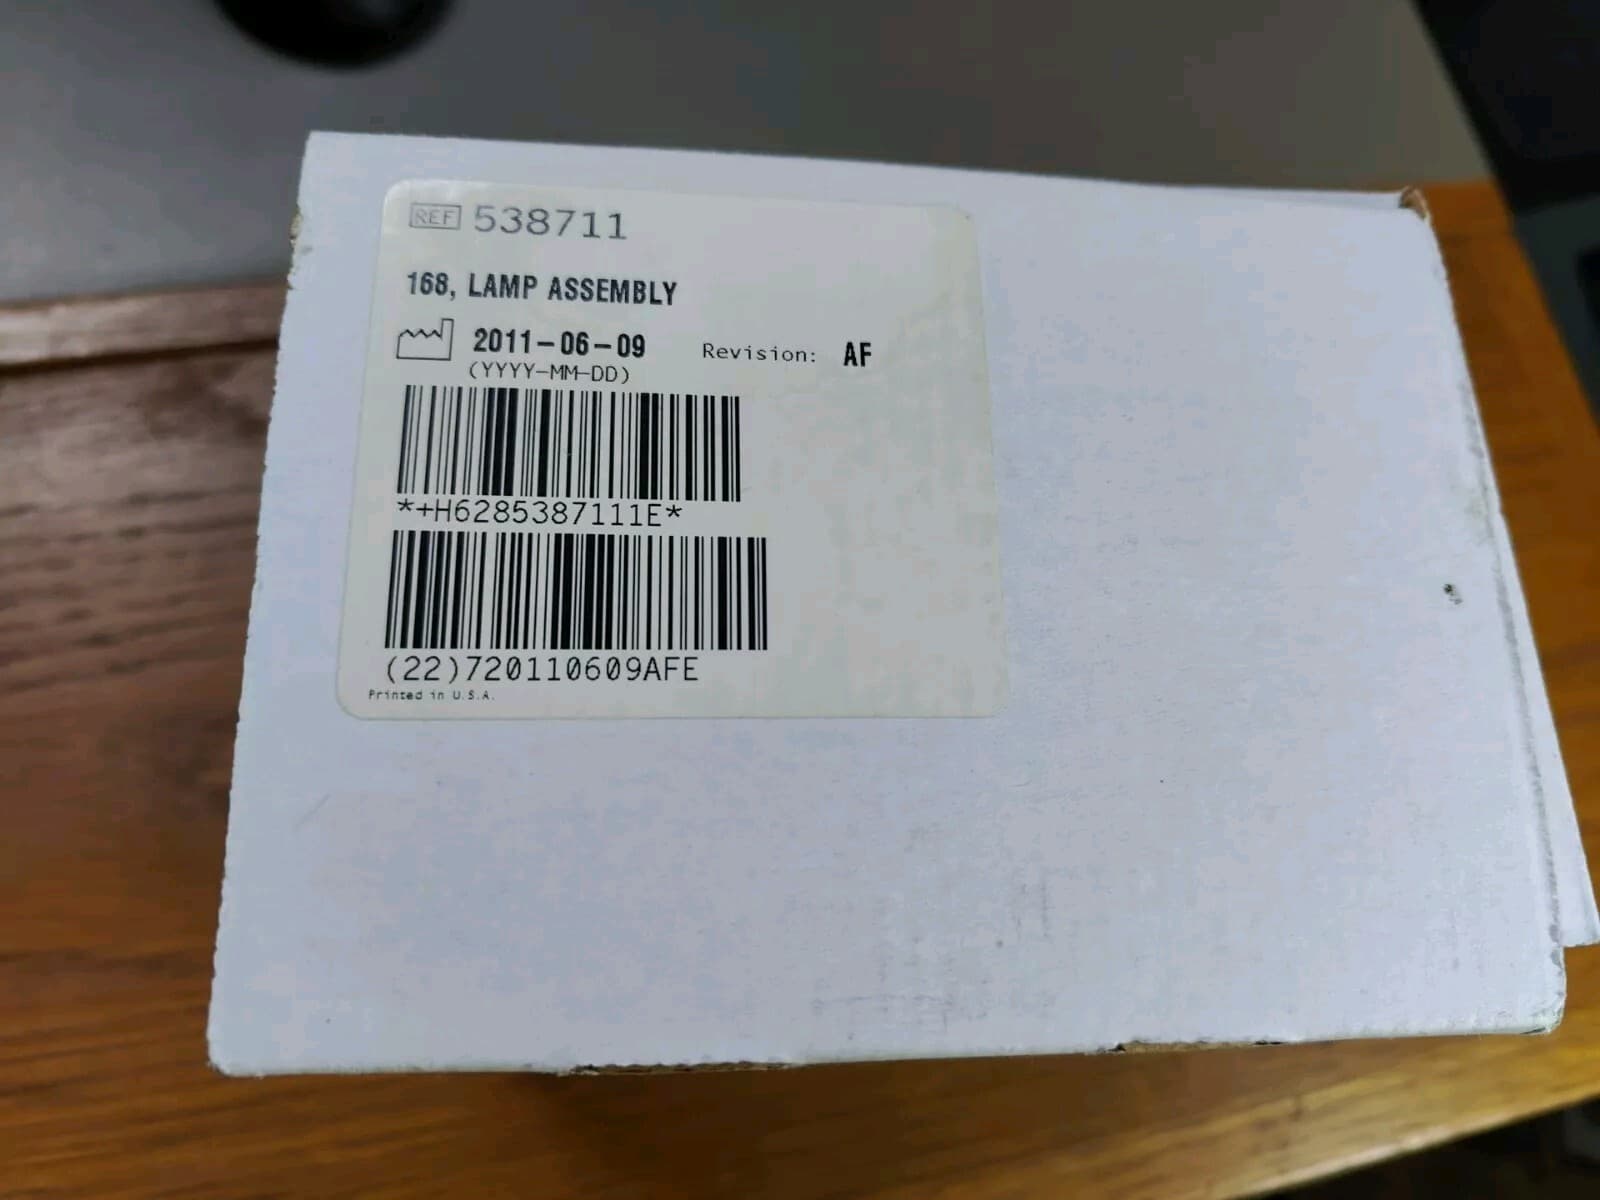 REF 538711
168, LAMP ASSEMBLY
2011-06-09 Revision: AF
(YYYY-MM-DD)
*+H6285387111E*
(22)720110609AFE
Printed in U.S.A.